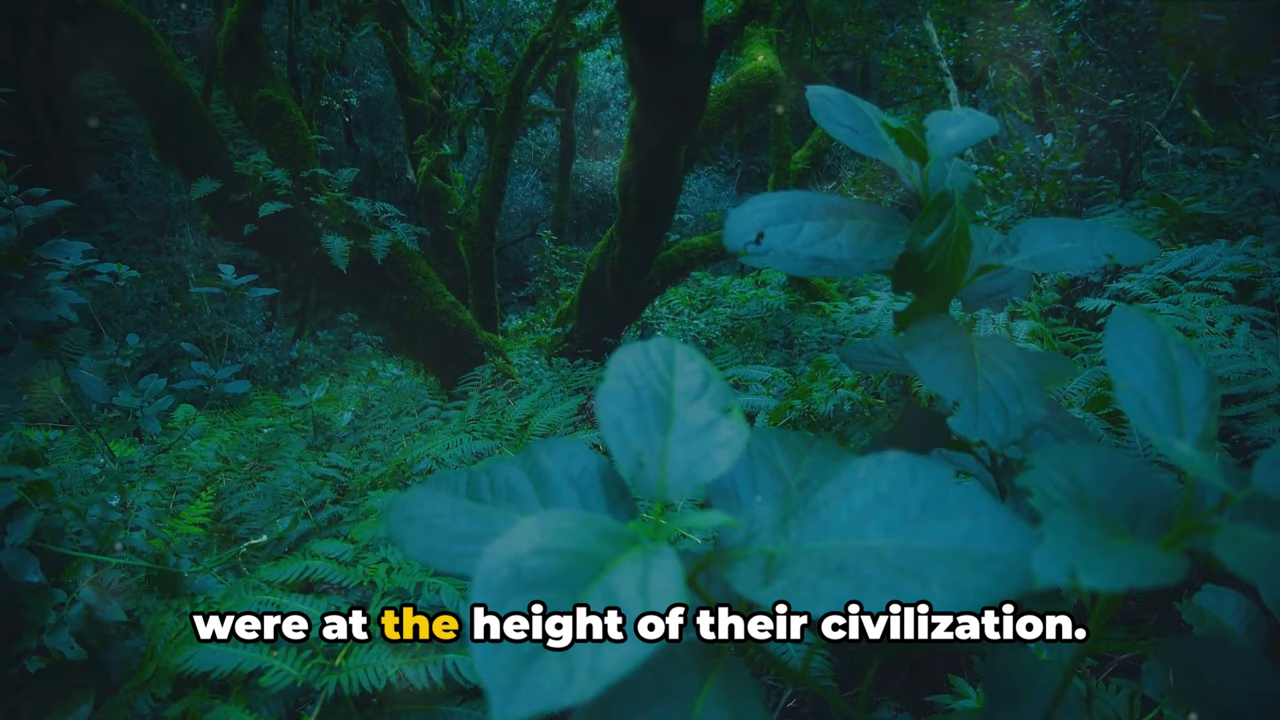 were at the height of their civilization.